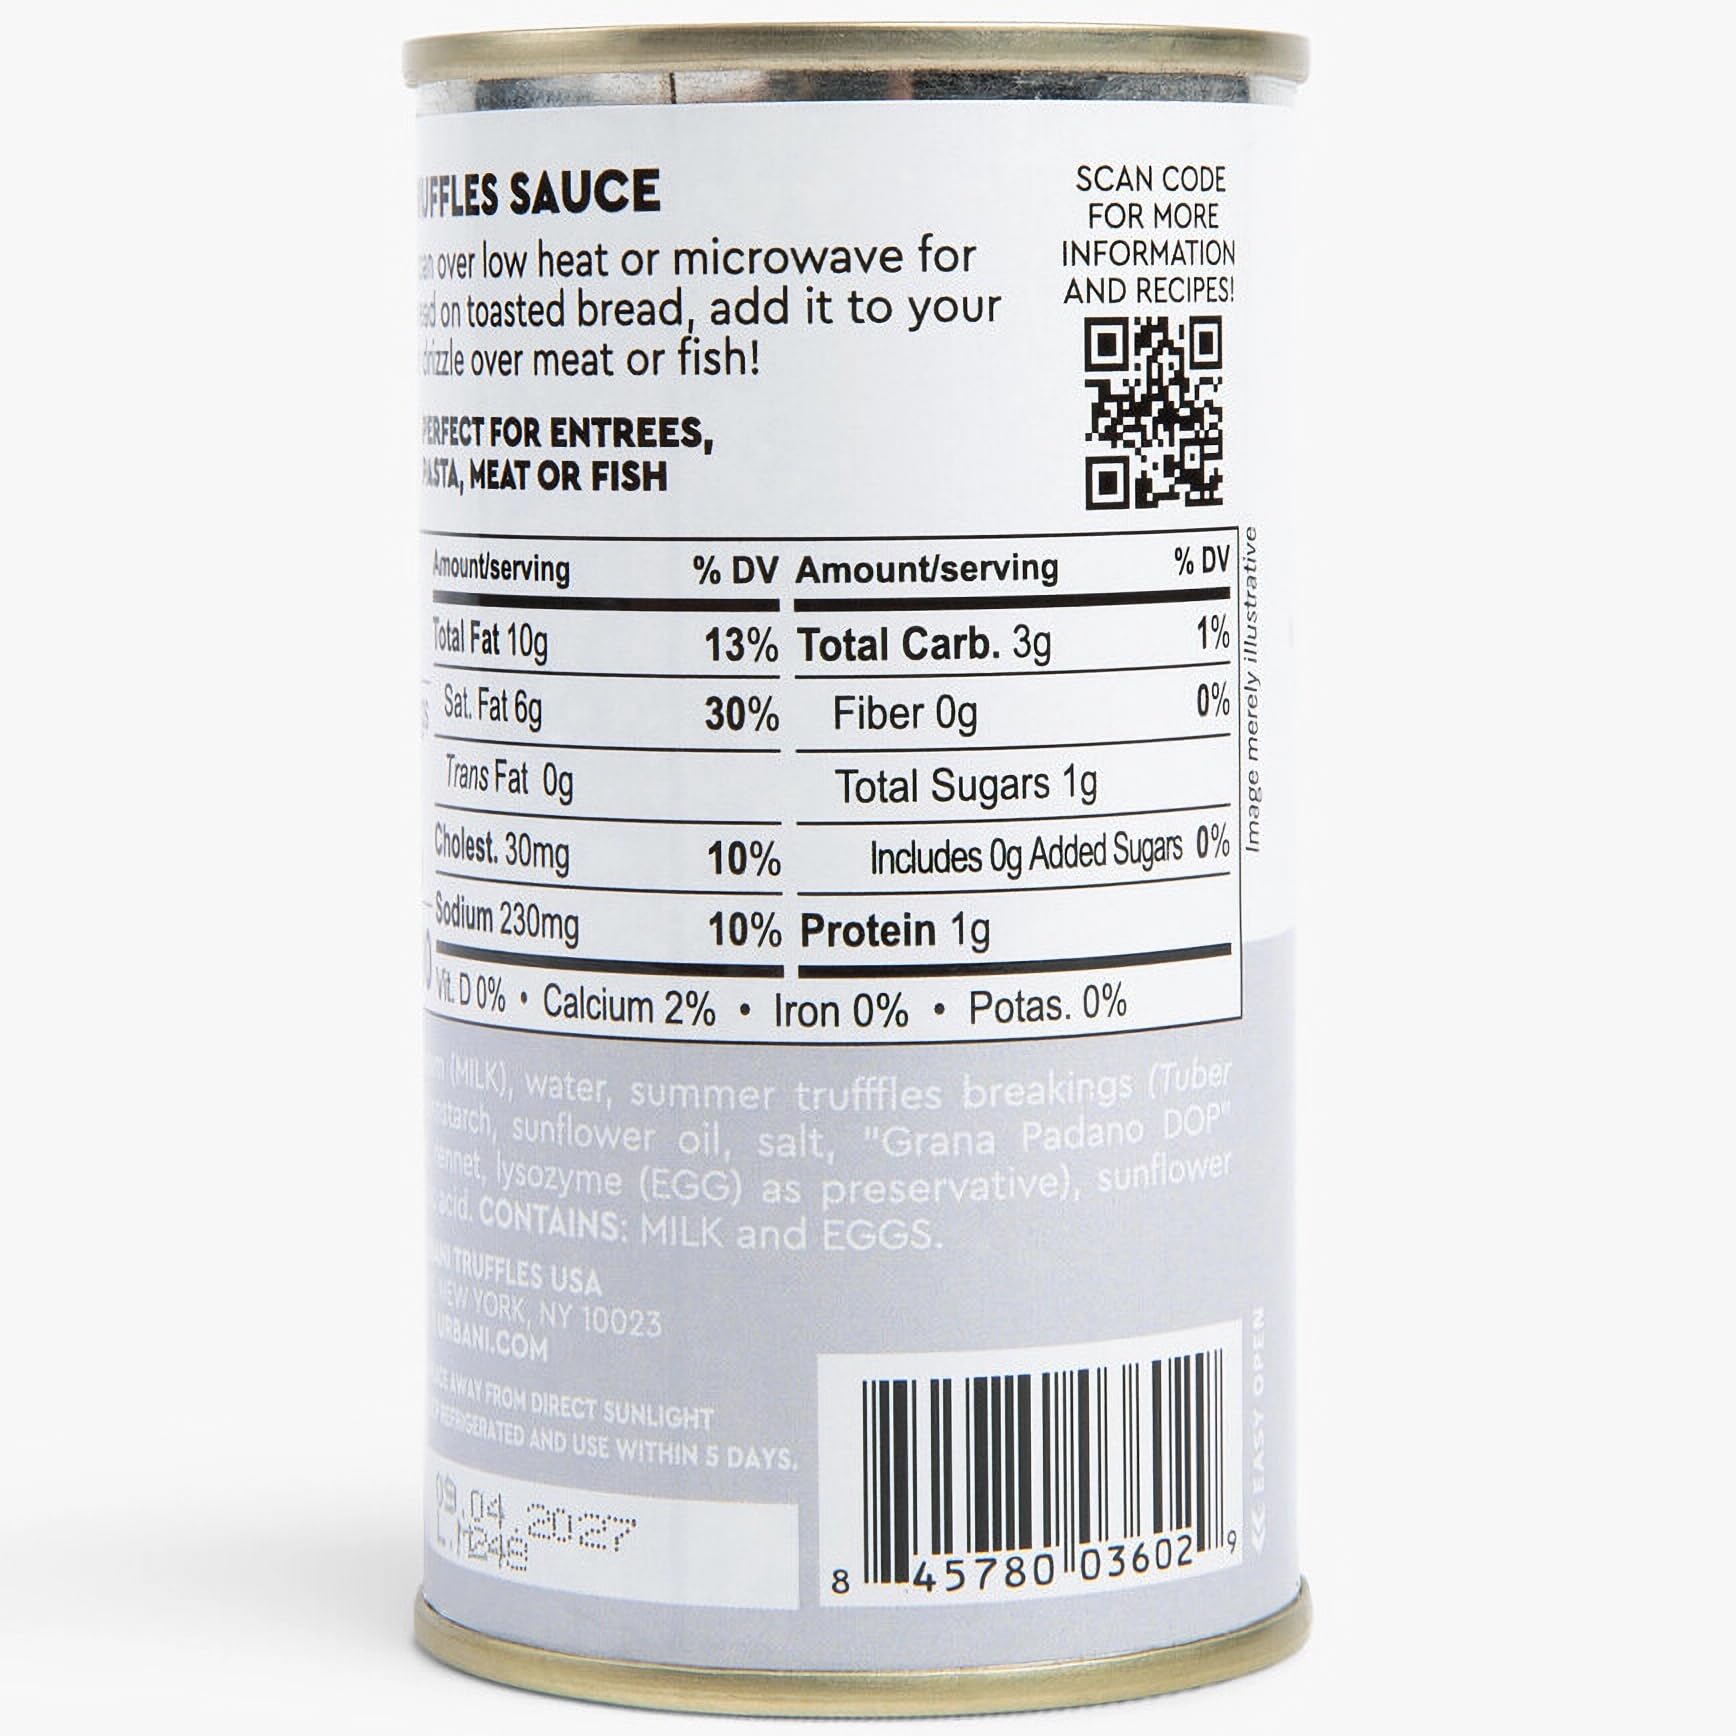 UFFLES SAUCE
over low heat or microwave for
on toasted bread, add it to your
drizzle over meat or fish!
PERFECT FOR ENTREES,
PASTA, MEAT OR FISH
SCAN CODE
FOR MORE
INFORMATION
AND RECIPES!
Amount/serving % DV Amount/serving % DV
Total Fat 10g 13% Total Carb. 3g 1%
Sat. Fat 6g 30% Fiber 0g 0%
Trans Fat 0g Total Sugars 1g
Cholest. 30mg 10% Includes 0g Added Sugars 0%
Sodium 230mg 10% Protein 1g
Vit. D 0% • Calcium 2% • Iron 0% • Potas. 0%
Image merely illustrative
(MILK), water, summer trufffles breakings (Tuber
starch, sunflower oil, salt, "Grana Padano DOP"
rennet, lysozyme (EGG) as preservative), sunflower
acid. CONTAINS: MILK and EGGS.
TRUFFLES USA
NEW YORK, NY 10023
URBANI.COM
AWAY FROM DIRECT SUNLIGHT
REFRIGERATED AND USE WITHIN 5 DAYS.
09.04.2027
<< EASY OPEN
8 45780 03602 9